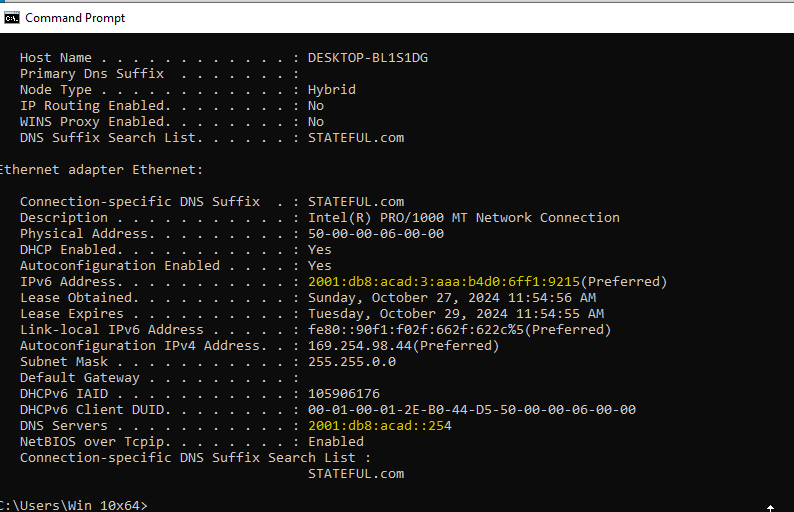 Command Prompt
Host Name . . . . . . . . . . . . : DESKTOP-BL1S1DG
Primary Dns Suffix  . . . . . . . :
Node Type . . . . . . . . . . . . : Hybrid
IP Routing Enabled. . . . . . . . : No
WINS Proxy Enabled. . . . . . . . : No
DNS Suffix Search List. . . . . . : STATEFUL.com
Ethernet adapter Ethernet:
Connection-specific DNS Suffix  . : STATEFUL.com
Description . . . . . . . . . . . : Intel(R) PRO/1000 MT Network Connection
Physical Address. . . . . . . . . : 50-00-00-06-00-00
DHCP Enabled. . . . . . . . . . . : Yes
Autoconfiguration Enabled . . . . : Yes
IPv6 Address. . . . . . . . . . . : 2001:db8:acad:3:aaa:b4d0:6ff1:9215(Preferred)
Lease Obtained. . . . . . . . . . : Sunday, October 27, 2024 11:54:56 AM
Lease Expires . . . . . . . . . . : Tuesday, October 29, 2024 11:54:55 AM
Link-local IPv6 Address . . . . . : fe80::90f1:f02f:662f:622c%5(Preferred)
Autoconfiguration IPv4 Address. . : 169.254.98.44(Preferred)
Subnet Mask . . . . . . . . . . . : 255.255.0.0
Default Gateway . . . . . . . . . :
DHCPv6 IAID . . . . . . . . . . . : 105906176
DHCPv6 Client DUID. . . . . . . . : 00-01-00-01-2E-B0-44-D5-50-00-00-06-00-00
DNS Servers . . . . . . . . . . . : 2001:db8:acad::254
NetBIOS over Tcpip. . . . . . . . : Enabled
Connection-specific DNS Suffix Search List :
STATEFUL.com
C:\Users\Win 10x64>